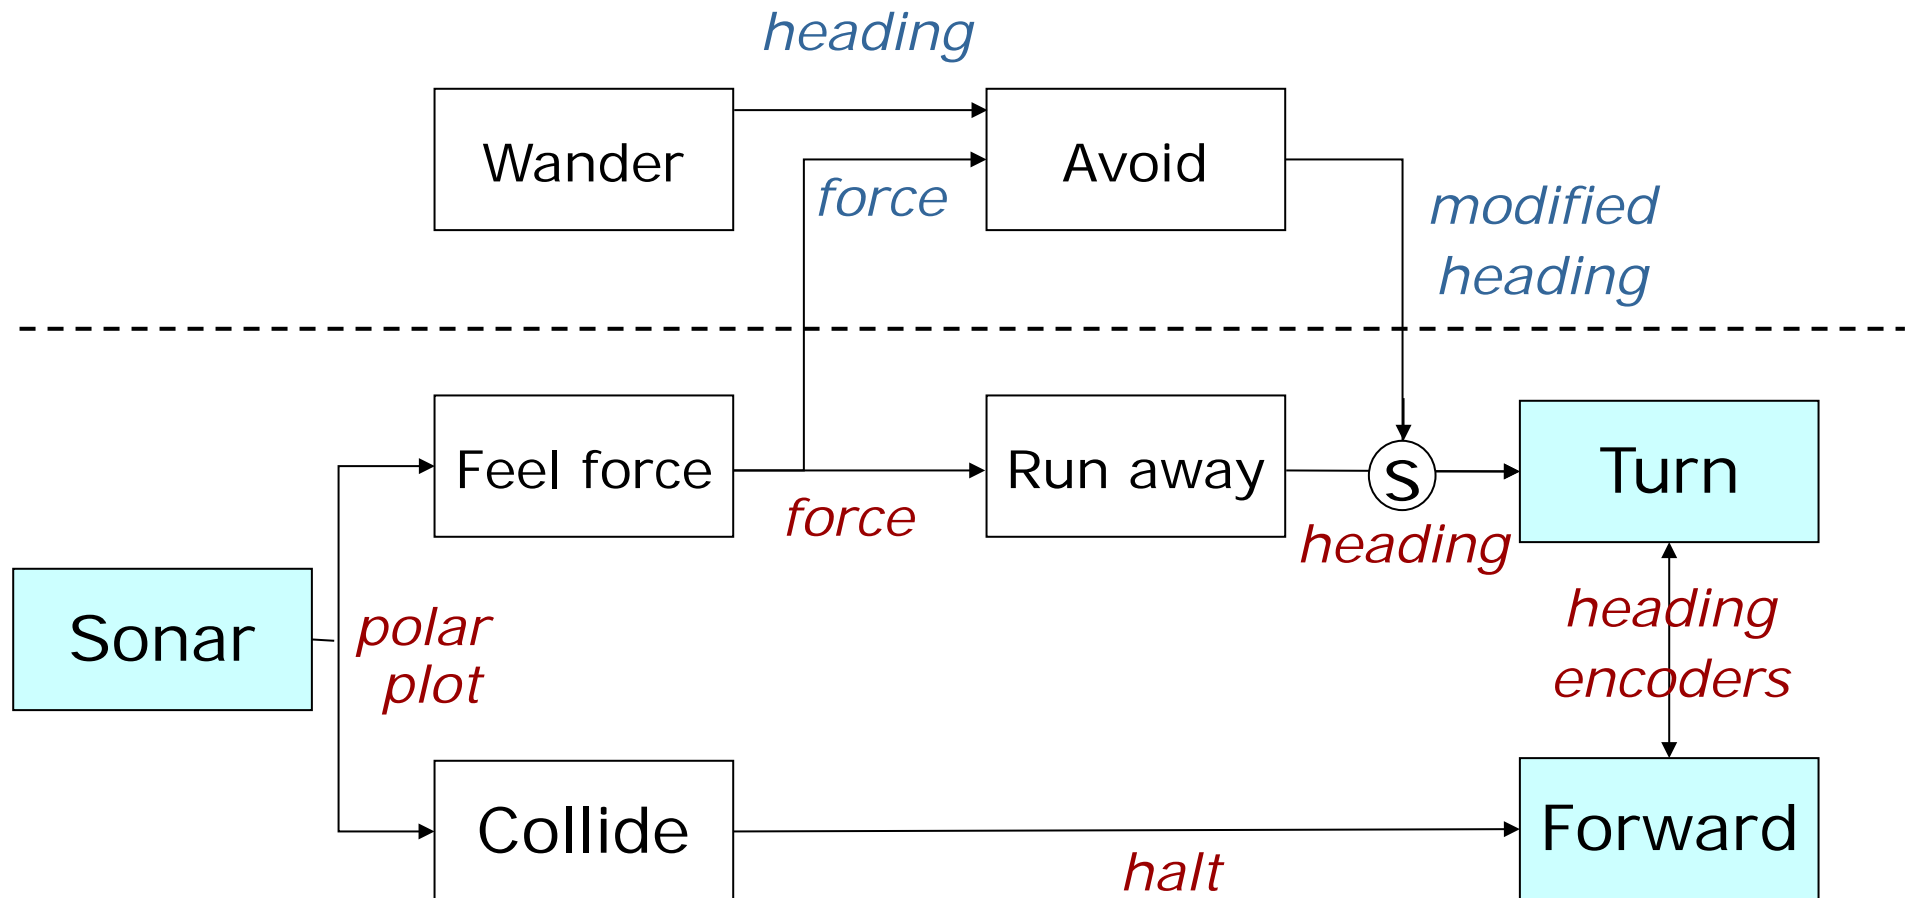 heading
Wander
Avoid
force
modified
heading
Feel force
Run away
S
Turn
force
heading
Sonar
polar
plot
heading
encoders
Collide
Forward
halt